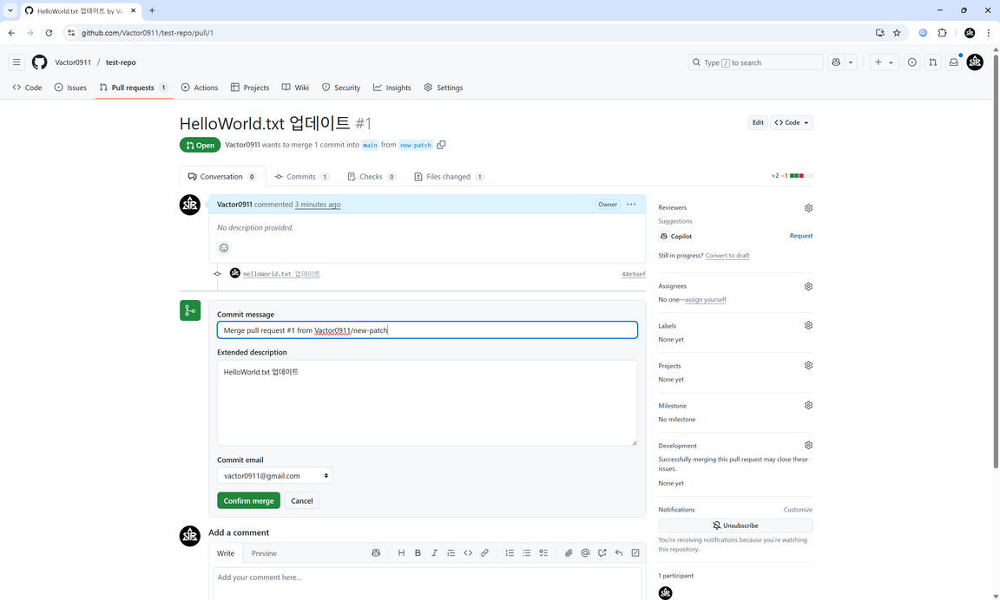 HelloWorld.txt 업데이트 by Va
github.com/Vactor0911/test-repo/pull/1
Vactor0911 / test-repo
Type / to search
Code
Issues
Pull requests 1
Actions
Projects
Wiki
Security
Insights
Settings
HelloWorld.txt 업데이트 #1
Edit
Code
Open
Vactor0911 wants to merge 1 commit into main from new-patch
Conversation 0
Commits 1
Checks 0
Files changed 1
+2 −1
Vactor0911 commented 3 minutes ago
Owner
No description provided.
HelloWorld.txt 업데이트
44e9aef
Commit message
Merge pull request #1 from Vactor0911/new-patch
Extended description
HelloWorld.txt 업데이트
Commit email
vactor0911@gmail.com
Confirm merge
Cancel
Add a comment
Write
Preview
H B I
Add your comment here...
Reviewers
Suggestions
Copilot
Request
Still in progress? Convert to draft
Assignees
No one—assign yourself
Labels
None yet
Projects
None yet
Milestone
No milestone
Development
Successfully merging this pull request may close these
issues.
None yet
Notifications
Customize
Unsubscribe
You're receiving notifications because you're watching
this repository.
1 participant